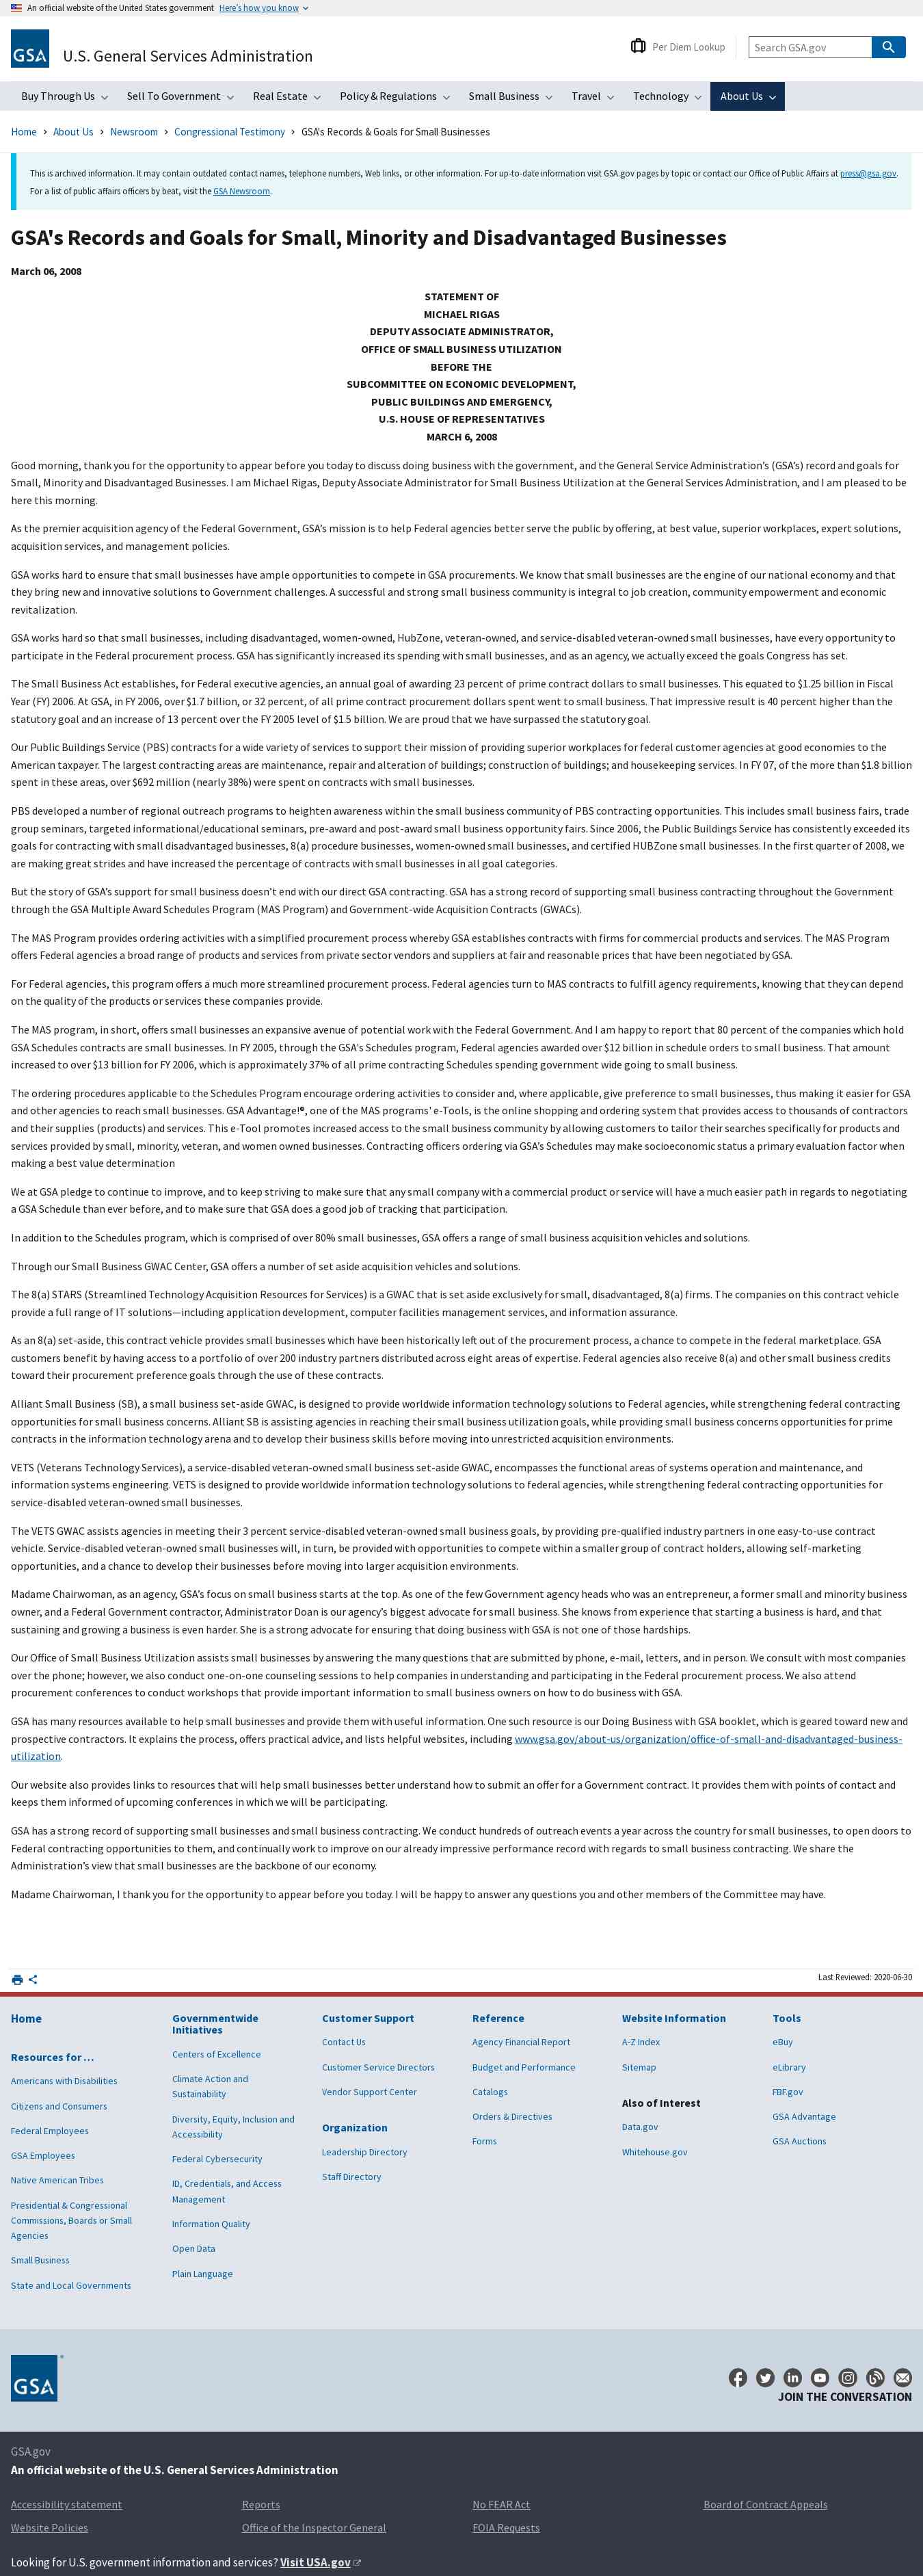 An official website of the United States government Here's how you know
GSA U.S. General Services Administration
Per Diem Lookup
Search GSA.gov
Buy Through Us Sell To Government Real Estate Policy & Regulations Small Business Travel Technology About Us
Home > About Us > Newsroom > Congressional Testimony > GSA's Records & Goals for Small Businesses
This is archived information. It may contain outdated contact names, telephone numbers, Web links, or other information. For up-to-date information visit GSA.gov pages by topic or contact our Office of Public Affairs at press@gsa.gov.
For a list of public affairs officers by beat, visit the GSA Newsroom.
GSA's Records and Goals for Small, Minority and Disadvantaged Businesses
March 06, 2008
STATEMENT OF
MICHAEL RIGAS
DEPUTY ASSOCIATE ADMINISTRATOR,
OFFICE OF SMALL BUSINESS UTILIZATION
BEFORE THE
SUBCOMMITTEE ON ECONOMIC DEVELOPMENT,
PUBLIC BUILDINGS AND EMERGENCY,
U.S. HOUSE OF REPRESENTATIVES
MARCH 6, 2008
Good morning, thank you for the opportunity to appear before you today to discuss doing business with the government, and the General Service Administration's (GSA's) record and goals for
Small, Minority and Disadvantaged Businesses. I am Michael Rigas, Deputy Associate Administrator for Small Business Utilization at the General Services Administration, and I am pleased to be
here this morning.
As the premier acquisition agency of the Federal Government, GSA's mission is to help Federal agencies better serve the public by offering, at best value, superior workplaces, expert solutions,
acquisition services, and management policies.
GSA works hard to ensure that small businesses have ample opportunities to compete in GSA procurements. We know that small businesses are the engine of our national economy and that
they bring new and innovative solutions to Government challenges. A successful and strong small business community is integral to job creation, community empowerment and economic
revitalization.
GSA works hard so that small businesses, including disadvantaged, women-owned, HubZone, veteran-owned, and service-disabled veteran-owned small businesses, have every opportunity to
participate in the Federal procurement process. GSA has significantly increased its spending with small businesses, and as an agency, we actually exceed the goals Congress has set.
The Small Business Act establishes, for Federal executive agencies, an annual goal of awarding 23 percent of prime contract dollars to small businesses. This equated to $1.25 billion in Fiscal
Year (FY) 2006. At GSA, in FY 2006, over $1.7 billion, or 32 percent, of all prime contract procurement dollars spent went to small business. That impressive result is 40 percent higher than the
statutory goal and an increase of 13 percent over the FY 2005 level of $1.5 billion. We are proud that we have surpassed the statutory goal.
Our Public Buildings Service (PBS) contracts for a wide variety of services to support their mission of providing superior workplaces for federal customer agencies at good economies to the
American taxpayer. The largest contracting areas are maintenance, repair and alteration of buildings; construction of buildings; and housekeeping services. In FY 07, of the more than $1.8 billion
spent in these areas, over $692 million (nearly 38%) were spent on contracts with small businesses.
PBS developed a number of regional outreach programs to heighten awareness within the small business community of PBS contracting opportunities. This includes small business fairs, trade
group seminars, targeted informational/educational seminars, pre-award and post-award small business opportunity fairs. Since 2006, the Public Buildings Service has consistently exceeded its
goals for contracting with small disadvantaged businesses, 8(a) procedure businesses, women-owned small businesses, and certified HUBZone small businesses. In the first quarter of 2008, we
are making great strides and have increased the percentage of contracts with small businesses in all goal categories.
But the story of GSA's support for small business doesn't end with our direct GSA contracting. GSA has a strong record of supporting small business contracting throughout the Government
through the GSA Multiple Award Schedules Program (MAS Program) and Government-wide Acquisition Contracts (GWACs).
The MAS Program provides ordering activities with a simplified procurement process whereby GSA establishes contracts with firms for commercial products and services. The MAS Program
offers Federal agencies a broad range of products and services from private sector vendors and suppliers at fair and reasonable prices that have been negotiated by GSA.
For Federal agencies, this program offers a much more streamlined procurement process. Federal agencies turn to MAS contracts to fulfill agency requirements, knowing that they can depend
on the quality of the products or services these companies provide.
The MAS program, in short, offers small businesses an expansive avenue of potential work with the Federal Government. And I am happy to report that 80 percent of the companies which hold
GSA Schedules contracts are small businesses. In FY 2005, through the GSA's Schedules program, Federal agencies awarded over $12 billion in schedule orders to small business. That amount
increased to over $13 billion for FY 2006, which is approximately 37% of all prime contracting Schedules spending government wide going to small business.
The ordering procedures applicable to the Schedules Program encourage ordering activities to consider and, where applicable, give preference to small businesses, thus making it easier for GSA
and other agencies to reach small businesses. GSA Advantage!®, one of the MAS programs' e-Tools, is the online shopping and ordering system that provides access to thousands of contractors
and their supplies (products) and services. This e-Tool promotes increased access to the small business community by allowing customers to tailor their searches specifically for products and
services provided by small, minority, veteran, and women owned businesses. Contracting officers ordering via GSA's Schedules may make socioeconomic status a primary evaluation factor when
making a best value determination
We at GSA pledge to continue to improve, and to keep striving to make sure that any small company with a commercial product or service will have a much easier path in regards to negotiating
a GSA Schedule than ever before, and to make sure that GSA does a good job of tracking that participation.
In addition to the Schedules program, which is comprised of over 80% small businesses, GSA offers a range of small business acquisition vehicles and solutions.
Through our Small Business GWAC Center, GSA offers a number of set aside acquisition vehicles and solutions.
The 8(a) STARS (Streamlined Technology Acquisition Resources for Services) is a GWAC that is set aside exclusively for small, disadvantaged, 8(a) firms. The companies on this contract vehicle
provide a full range of IT solutions—including application development, computer facilities management services, and information assurance.
As an 8(a) set-aside, this contract vehicle provides small businesses which have been historically left out of the procurement process, a chance to compete in the federal marketplace. GSA
customers benefit by having access to a portfolio of over 200 industry partners distributed across eight areas of expertise. Federal agencies also receive 8(a) and other small business credits
toward their procurement preference goals through the use of these contracts.
Alliant Small Business (SB), a small business set-aside GWAC, is designed to provide worldwide information technology solutions to Federal agencies, while strengthening federal contracting
opportunities for small business concerns. Alliant SB is assisting agencies in reaching their small business utilization goals, while providing small business concerns opportunities for prime
contracts in the information technology arena and to develop their business skills before moving into unrestricted acquisition environments.
VETS (Veterans Technology Services), a service-disabled veteran-owned small business set-aside GWAC, encompasses the functional areas of systems operation and maintenance, and
information systems engineering. VETS is designed to provide worldwide information technology solutions to federal agencies, while strengthening federal contracting opportunities for
service-disabled veteran-owned small businesses.
The VETS GWAC assists agencies in meeting their 3 percent service-disabled veteran-owned small business goals, by providing pre-qualified industry partners in one easy-to-use contract
vehicle. Service-disabled veteran-owned small businesses will, in turn, be provided with opportunities to compete within a smaller group of contract holders, allowing self-marketing
opportunities, and a chance to develop their businesses before moving into larger acquisition environments.
Madame Chairwoman, as an agency, GSA's focus on small business starts at the top. As one of the few Government agency heads who was an entrepreneur, a former small and minority business
owner, and a Federal Government contractor, Administrator Doan is our agency's biggest advocate for small business. She knows from experience that starting a business is hard, and that
sustaining and growing a business is even harder. She is a strong advocate for ensuring that doing business with GSA is not one of those hardships.
Our Office of Small Business Utilization assists small businesses by answering the many questions that are submitted by phone, e-mail, letters, and in person. We consult with most companies
over the phone; however, we also conduct one-on-one counseling sessions to help companies in understanding and participating in the Federal procurement process. We also attend
procurement conferences to conduct workshops that provide important information to small business owners on how to do business with GSA.
GSA has many resources available to help small businesses and provide them with useful information. One such resource is our Doing Business with GSA booklet, which is geared toward new and
prospective contractors. It explains the process, offers practical advice, and lists helpful websites, including www.gsa.gov/about-us/organization/office-of-small-and-disadvantaged-business-
utilization.
Our website also provides links to resources that will help small businesses better understand how to submit an offer for a Government contract. It provides them with points of contact and
keeps them informed of upcoming conferences in which we will be participating.
GSA has a strong record of supporting small businesses and small business contracting. We conduct hundreds of outreach events a year across the country for small businesses, to open doors to
Federal contracting opportunities to them, and continually work to improve on our already impressive performance record with regards to small business contracting. We share the
Administration's view that small businesses are the backbone of our economy.
Madame Chairwoman, I thank you for the opportunity to appear before you today. I will be happy to answer any questions you and other members of the Committee may have.
Last Reviewed: 2020-06-30
Home
Resources for …
Americans with Disabilities
Citizens and Consumers
Federal Employees
GSA Employees
Native American Tribes
Presidential & Congressional
Commissions, Boards or Small
Agencies
Small Business
State and Local Governments
Governmentwide
Initiatives
Centers of Excellence
Climate Action and
Sustainability
Diversity, Equity, Inclusion and
Accessibility
Federal Cybersecurity
ID, Credentials, and Access
Management
Information Quality
Open Data
Plain Language
Customer Support
Contact Us
Customer Service Directors
Vendor Support Center
Organization
Leadership Directory
Staff Directory
Reference
Agency Financial Report
Budget and Performance
Catalogs
Orders & Directives
Forms
Website Information
A-Z Index
Sitemap
Also of Interest
Data.gov
Whitehouse.gov
Tools
eBuy
eLibrary
FBF.gov
GSA Advantage
GSA Auctions
GSA ®
JOIN THE CONVERSATION
GSA.gov
An official website of the U.S. General Services Administration
Accessibility statement Reports No FEAR Act Board of Contract Appeals
Website Policies Office of the Inspector General FOIA Requests
Looking for U.S. government information and services? Visit USA.gov